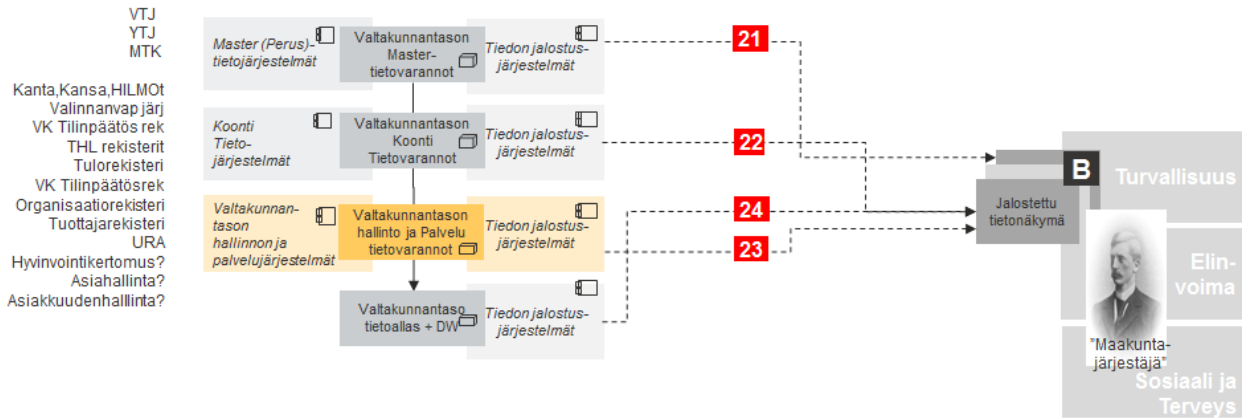 VTJ
YTJ
MTK
Kanta,Kansa,HILMOt
Valinnanvap järj
VK Tilinpäätös rek
THL rekisterit
Tulorekisteri
VK Tilinpäätösrek
Organisaatiorekisteri
Tuottajarekisteri
URA
Hyvinvointikertomus?
Asiahallinta?
Asiakkuudenhalllinta?
Master (Perus)-
tietojärjestelmät
Valtakunnantason
Master-
tietovarannot
Tiedon jalostus-
järjestelmät
21
Koonti
Tieto-
järjestelmät
Valtakunnantason
Koonti
Tietovarannot
Tiedon jalostus-
järjestelmät
22
Valtakunnan-
tason
hallinnon ja
palvelujärjestelmät
Valtakunnantason
hallinto ja Palvelu
tietovarannot
Tiedon jalostus-
järjestelmät
24
23
Valtakunnantaso
tietoallas + DW
Tiedon jalostus-
järjestelmät
B
Jalostettu
tietonäkymä
Turvallisuus
Elin-
voima
"Maakunta-
järjestäjä"
Sosiaali ja
Terveys